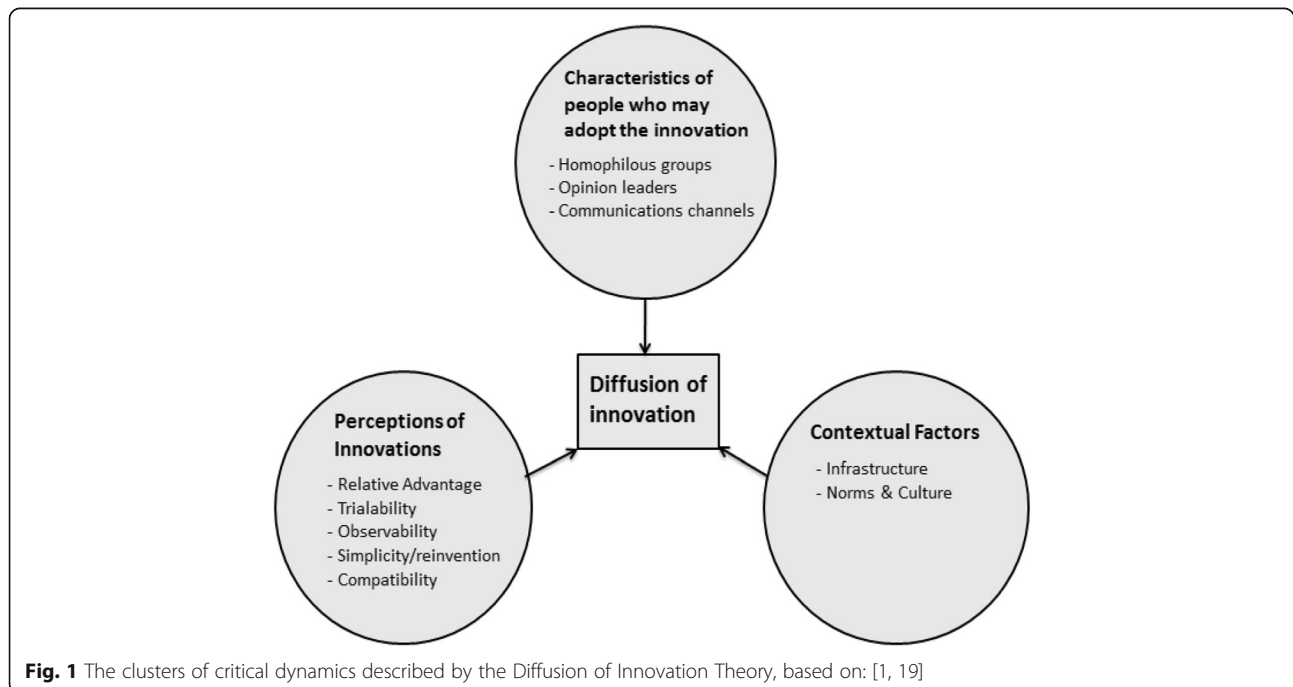 Characteristics of
people who may
adopt the innovation
- Homophilous groups
- Opinion leaders
- Communications channels
Diffusion of
innovation
Perceptions of
Innovations
- Relative Advantage
- Trialability
- Observability
- Simplicity/reinvention
- Compatibility
Contextual Factors
- Infrastructure
- Norms & Culture
Fig. 1 The clusters of critical dynamics described by the Diffusion of Innovation Theory, based on: [1, 19]